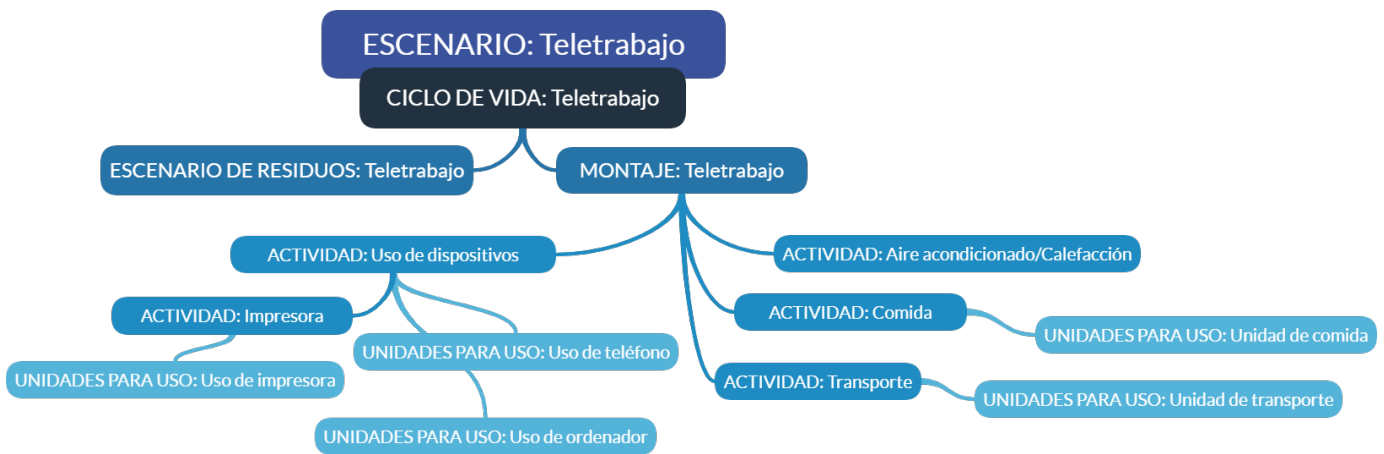 ESCENARIO: Teletrabajo
CICLO DE VIDA: Teletrabajo
ESCENARIO DE RESIDUOS: Teletrabajo
MONTAJE: Teletrabajo
ACTIVIDAD: Uso de dispositivos
ACTIVIDAD: Aire acondicionado/Calefacción
ACTIVIDAD: Impresora
ACTIVIDAD: Comida
UNIDADES PARA USO: Uso de teléfono
UNIDADES PARA USO: Unidad de comida
UNIDADES PARA USO: Uso de impresora
ACTIVIDAD: Transporte
UNIDADES PARA USO: Unidad de transporte
UNIDADES PARA USO: Uso de ordenador